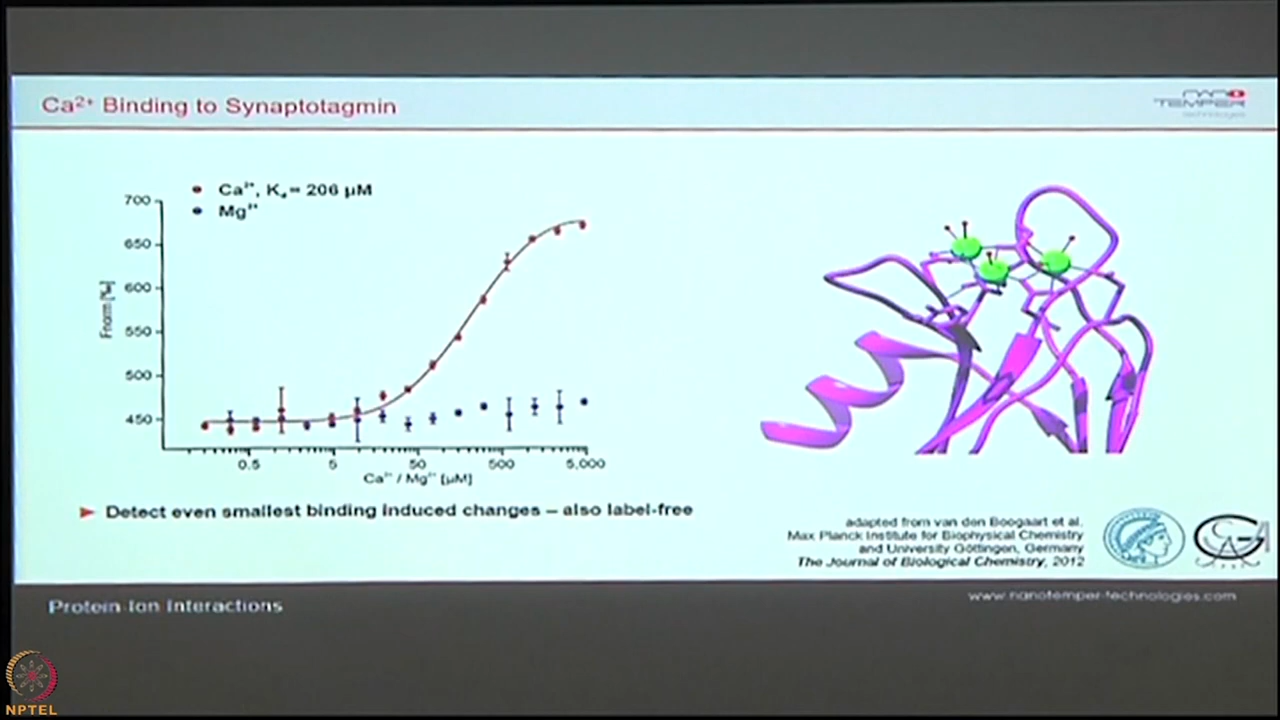 Ca²⁺ Binding to Synaptotagmin
NANO
TEMPER
technologies
Ca²⁺, K_d = 206 µM
Mg²⁺
700
650
600
550
500
450
Fnorm [‰]
0.5
5
50
500
5,000
Ca²⁺ / Mg²⁺ [µM]
► Detect even smallest binding induced changes – also label-free
adapted from van den Boogaart et al.
Max Planck Institute for Biophysical Chemistry
and University Göttingen, Germany
The Journal of Biological Chemistry, 2012
Protein-Ion Interactions
www.nanotemper-technologies.com
NPTEL